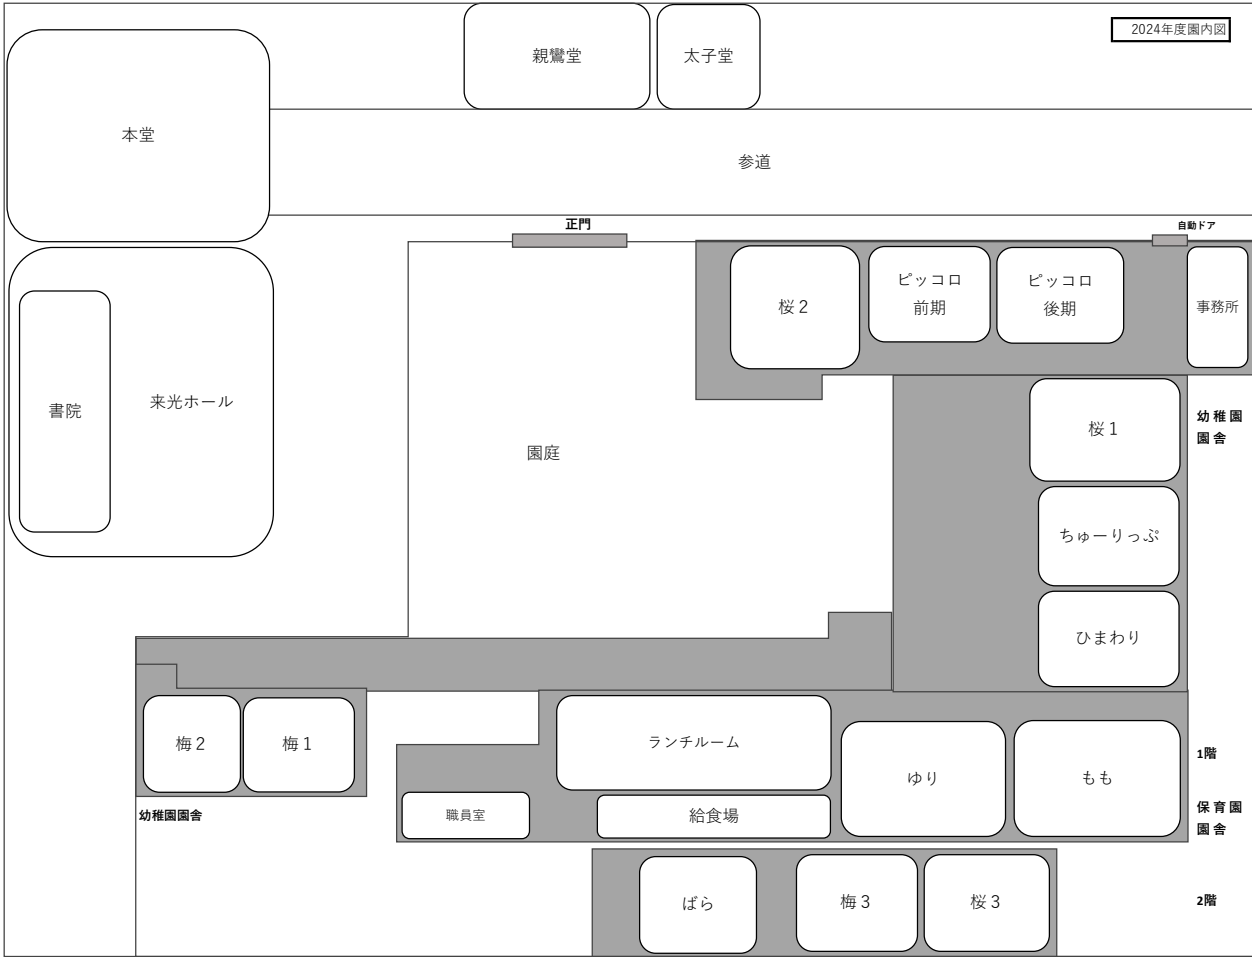 2024年度園内図
親鸞堂
太子堂
本堂
参道
正門
自動ドア
桜２
ピッコロ
前期
ピッコロ
後期
事務所
書院
来光ホール
園庭
桜１
幼稚園
園舎
ちゅーりっぷ
ひまわり
梅２
梅１
ランチルーム
ゆり
もも
1階
幼稚園園舎
職員室
給食場
保育園
園舎
ばら
梅３
桜３
2階